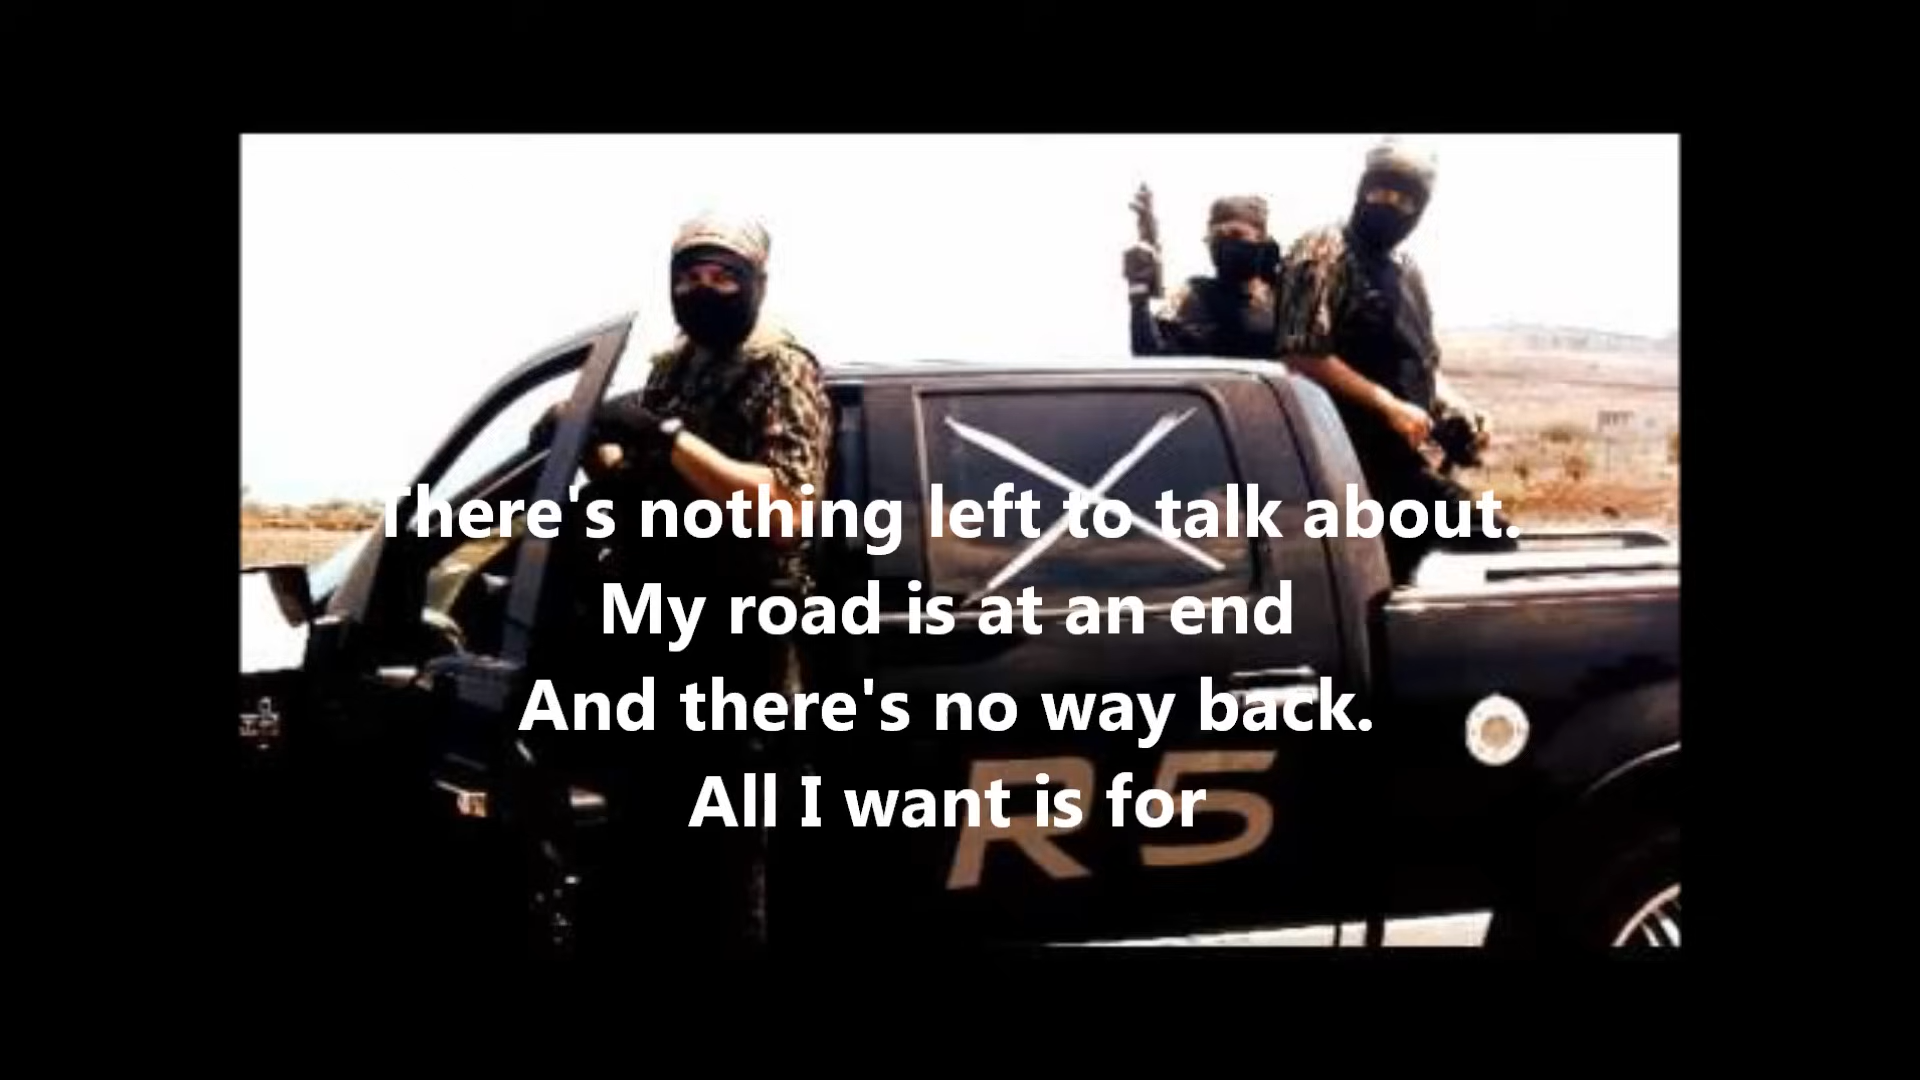 There's nothing left to talk about.
My road is at an end
And there's no way back.
All I want is for
R5